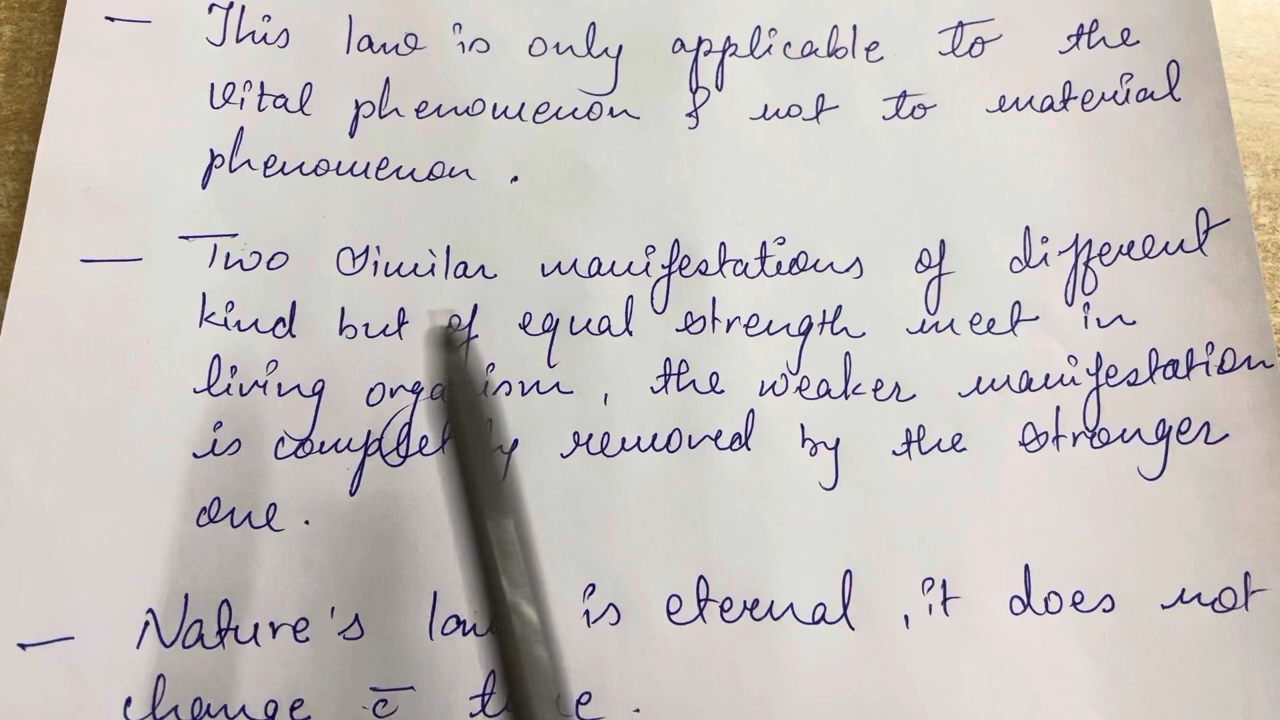 — This law is only applicable to the
vital phenomenon & not to material
phenomenon.
— Two similar manifestations of different
kind but of equal strength meet in
living organism, the weaker manifestation
is completely removed by the stronger
one.
— Nature's law is eternal, it does not
change c̄ time.